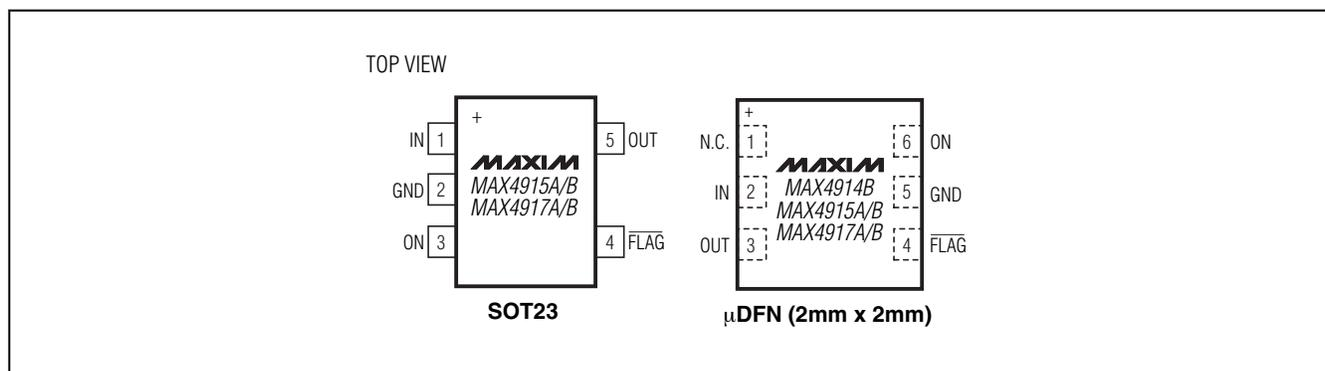 TOP VIEW
+
IN 1
5 OUT
MAXIM
MAX4915A/B
MAX4917A/B
GND 2
ON 3
4 FLAG
SOT23
+
N.C. 1
6 ON
MAXIM
MAX4914B
MAX4915A/B
MAX4917A/B
IN 2
5 GND
OUT 3
4 FLAG
μDFN (2mm x 2mm)